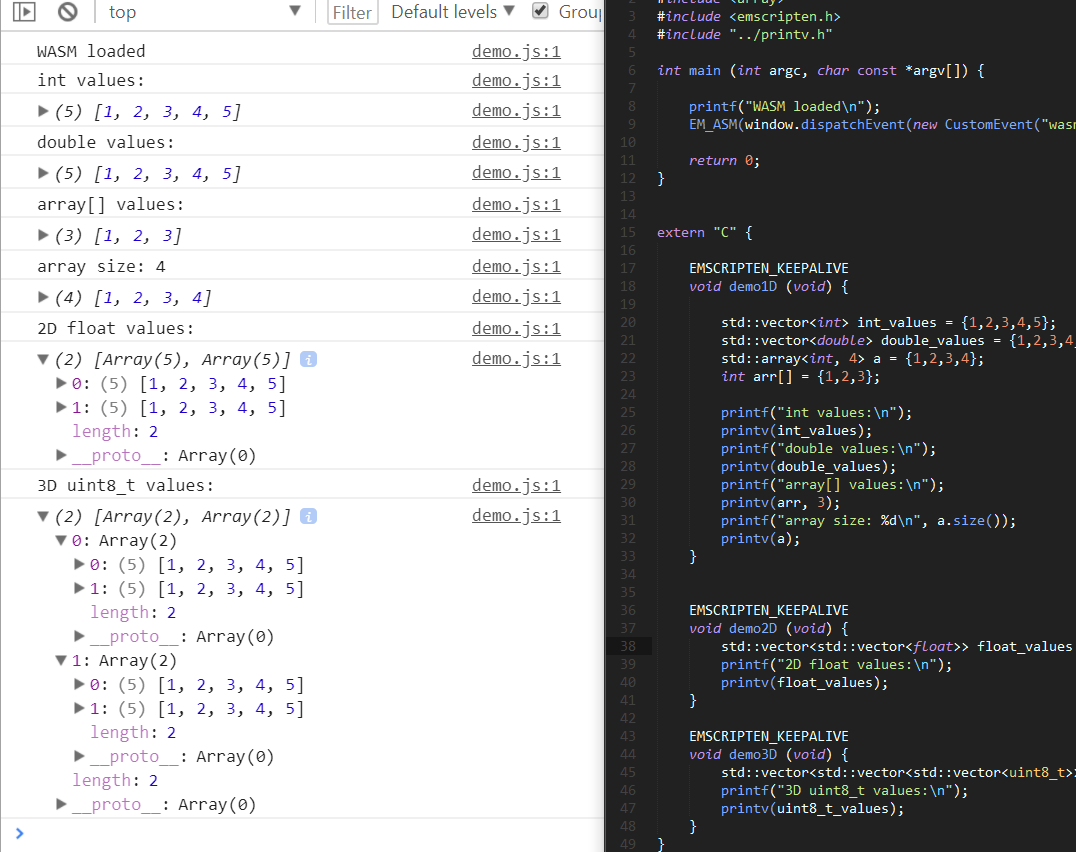 top
Filter
Default levels
WASM loaded demo.js:1
int values: demo.js:1
(5) [1, 2, 3, 4, 5] demo.js:1
double values: demo.js:1
(5) [1, 2, 3, 4, 5] demo.js:1
array[] values: demo.js:1
(3) [1, 2, 3] demo.js:1
array size: 4 demo.js:1
(4) [1, 2, 3, 4] demo.js:1
2D float values: demo.js:1
(2) [Array(5), Array(5)] i demo.js:1
0: (5) [1, 2, 3, 4, 5]
1: (5) [1, 2, 3, 4, 5]
length: 2
__proto__: Array(0)
3D uint8_t values: demo.js:1
(2) [Array(2), Array(2)] i demo.js:1
0: Array(2)
0: (5) [1, 2, 3, 4, 5]
1: (5) [1, 2, 3, 4, 5]
length: 2
__proto__: Array(0)
1: Array(2)
0: (5) [1, 2, 3, 4, 5]
1: (5) [1, 2, 3, 4, 5]
length: 2
__proto__: Array(0)
length: 2
__proto__: Array(0)
3 #include <emscripten.h>
4 #include "../printv.h"
5
6 int main (int argc, char const *argv[]) {
7
8 printf("WASM loaded\n");
9 EM_ASM(window.dispatchEvent(new CustomEvent("wasm
10
11 return 0;
12 }
13
14
15 extern "C" {
16
17 EMSCRIPTEN_KEEPALIVE
18 void demo1D (void) {
19
20 std::vector<int> int_values = {1,2,3,4,5};
21 std::vector<double> double_values = {1,2,3,4,
22 std::array<int, 4> a = {1,2,3,4};
23 int arr[] = {1,2,3};
24
25 printf("int values:\n");
26 printv(int_values);
27 printf("double values:\n");
28 printv(double_values);
29 printf("array[] values:\n");
30 printv(arr, 3);
31 printf("array size: %d\n", a.size());
32 printv(a);
33 }
34
35
36 EMSCRIPTEN_KEEPALIVE
37 void demo2D (void) {
38 std::vector<std::vector<float>> float_values
39 printf("2D float values:\n");
40 printv(float_values);
41 }
42
43 EMSCRIPTEN_KEEPALIVE
44 void demo3D (void) {
45 std::vector<std::vector<std::vector<uint8_t>>
46 printf("3D uint8_t values:\n");
47 printv(uint8_t_values);
48 }
49 }